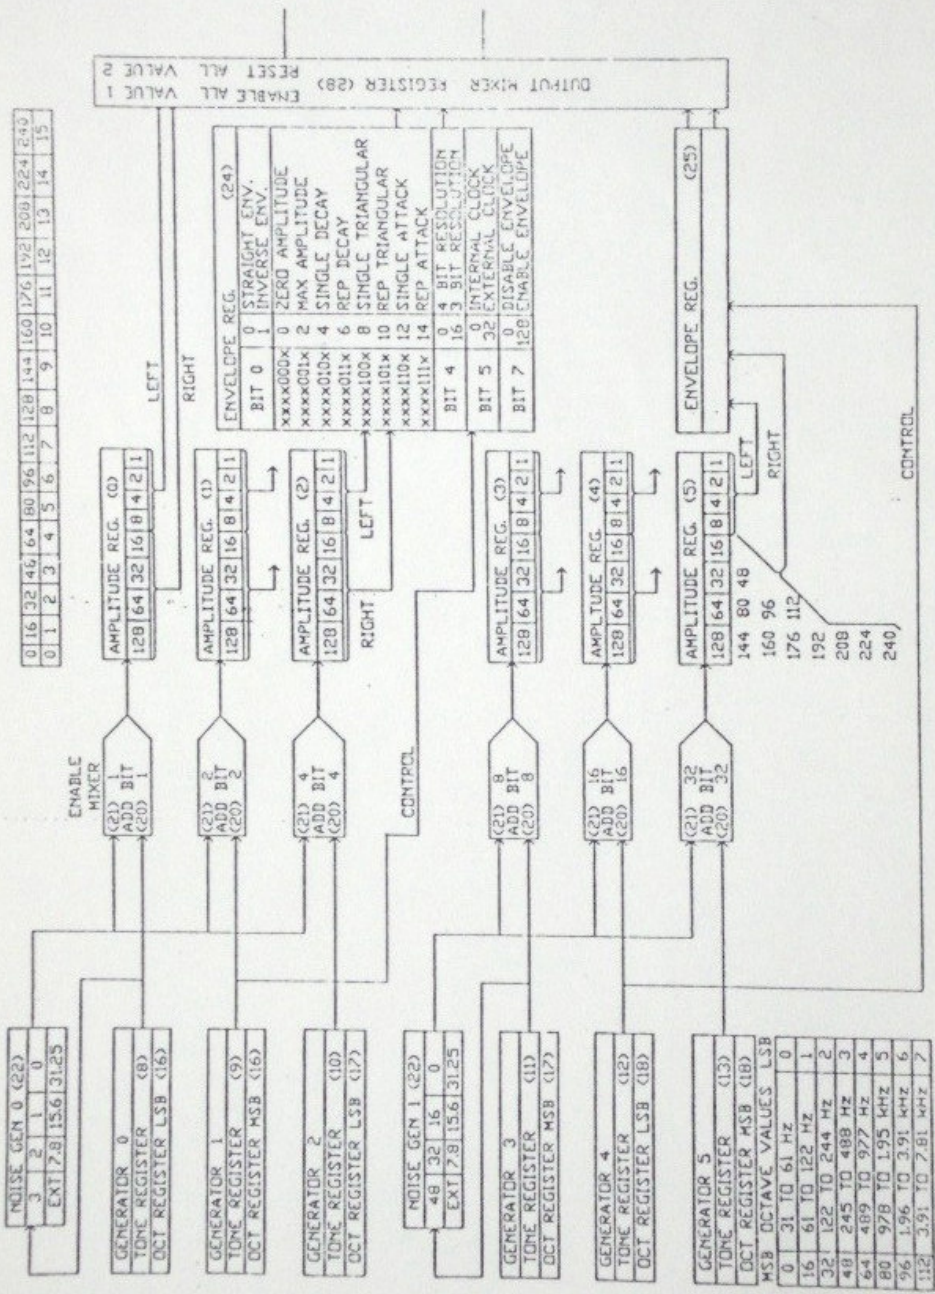 0 16 32 46 64 80 96 112 128 144 160 176 192 208 224 240
0 1 2 3 4 5 6 7 8 9 10 11 12 13 14 15
NOISE GEN 0 (22)
3 2 1 0
EXT 7.8 15.6 31.25
GENERATOR 0
TONE REGISTER (8)
OCT REGISTER LSB (16)
GENERATOR 1
TONE REGISTER (9)
OCT REGISTER MSB (16)
GENERATOR 2
TONE REGISTER (10)
OCT REGISTER LSB (17)
NOISE GEN 1 (22)
48 32 16 0
EXT 7.8 15.6 31.25
GENERATOR 3
TONE REGISTER (11)
OCT REGISTER MSB (17)
GENERATOR 4
TONE REGISTER (12)
OCT REGISTER LSB (18)
GENERATOR 5
TONE REGISTER (13)
OCT REGISTER MSB (18)
MSB OCTAVE VALUES LSB
0 31 TO 61 Hz 0
16 61 TO 122 Hz 1
32 122 TO 244 Hz 2
48 245 TO 488 Hz 3
64 489 TO 977 Hz 4
80 978 TO 1.95 kHz 5
96 1.96 TO 3.91 kHz 6
112 3.91 TO 7.81 kHz 7
ENABLE
MIXER
(21) 1
ADD BIT
(20) 1
(21) 2
ADD BIT
(20) 2
(21) 4
ADD BIT
(20) 4
CONTROL
(21) 8
ADD BIT
(20) 8
(21) 16
ADD BIT
(20) 16
(21) 32
ADD BIT
(20) 32
AMPLITUDE REG. (0)
128 64 32 16 8 4 2 1
LEFT
RIGHT
AMPLITUDE REG. (1)
128 64 32 16 8 4 2 1
AMPLITUDE REG. (2)
128 64 32 16 8 4 2 1
RIGHT
LEFT
AMPLITUDE REG. (3)
128 64 32 16 8 4 2 1
AMPLITUDE REG. (4)
128 64 32 16 8 4 2 1
AMPLITUDE REG. (5)
128 64 32 16 8 4 2 1
144 80 48
160 96
176 112
192
208
224
240
LEFT
RIGHT
CONTROL
ENVELOPE REG. (24)
BIT 0 0 STRAIGHT ENV.
1 INVERSE ENV.
xxxx000x 0 ZERO AMPLITUDE
xxxx001x 2 MAX AMPLITUDE
xxxx010x 4 SINGLE DECAY
xxxx011x 6 REP DECAY
xxxx100x 8 SINGLE TRIANGULAR
xxxx101x 10 REP TRIANGULAR
xxxx110x 12 SINGLE ATTACK
xxxx111x 14 REP ATTACK
BIT 4 0 4 BIT RESOLUTION
16 3 BIT RESOLUTION
BIT 5 0 INTERNAL CLOCK
32 EXTERNAL CLOCK
BIT 7 0 DISABLE ENVELOPE
128 ENABLE ENVELOPE
ENVELOPE REG. (25)
OUTPUT MIXER REGISTER (28)
ENABLE ALL VALUE 1
RESET ALL VALUE 2